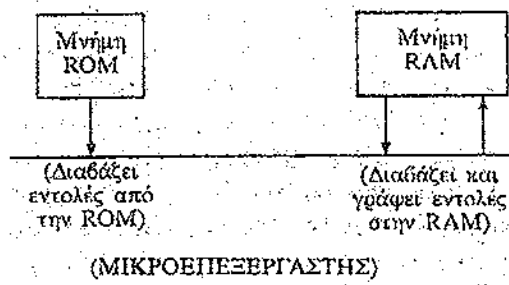 Μνήμη
ROM
Μνήμη
RAM
(Διαβάζει
εντολές από
την ROM)
(Διαβάζει και
γράφει εντολές
στην RAM)
(ΜΙΚΡΟΕΠΕΞΕΡΓΑΣΤΗΣ)